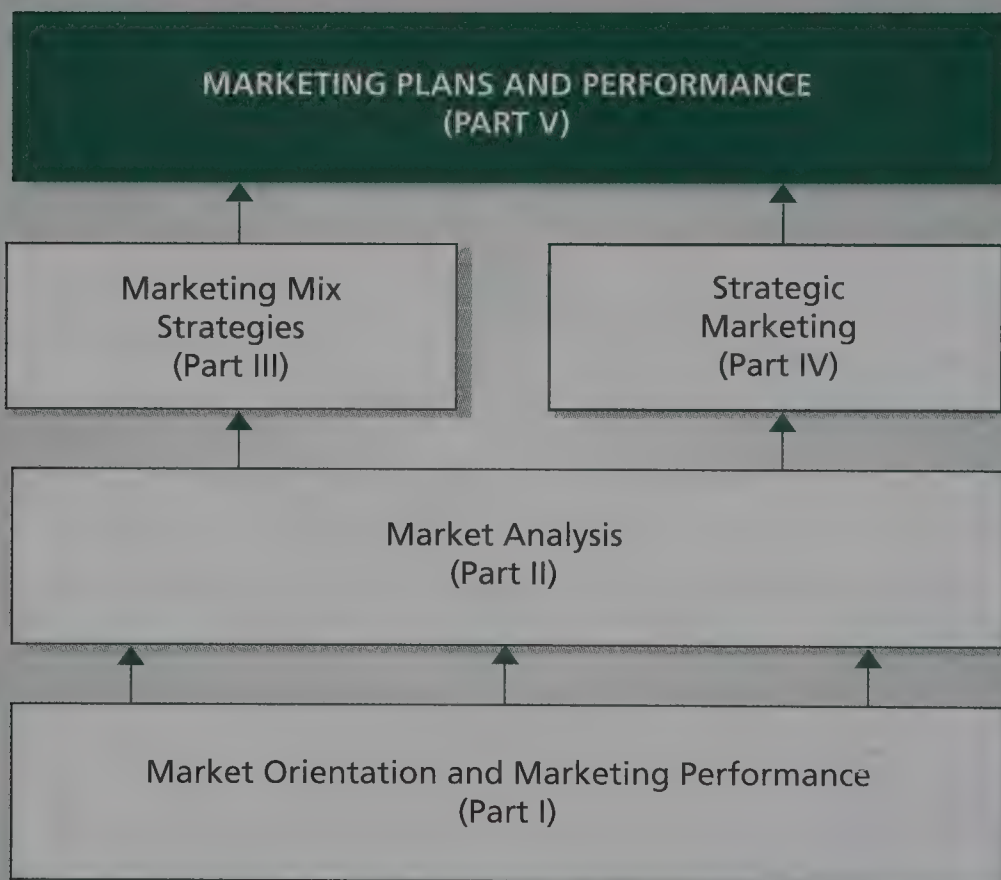 MARKETING PLANS AND PERFORMANCE
(PART V)
Marketing Mix
Strategies
(Part III)
Strategic
Marketing
(Part IV)
Market Analysis
(Part II)
Market Orientation and Marketing Performance
(Part I)